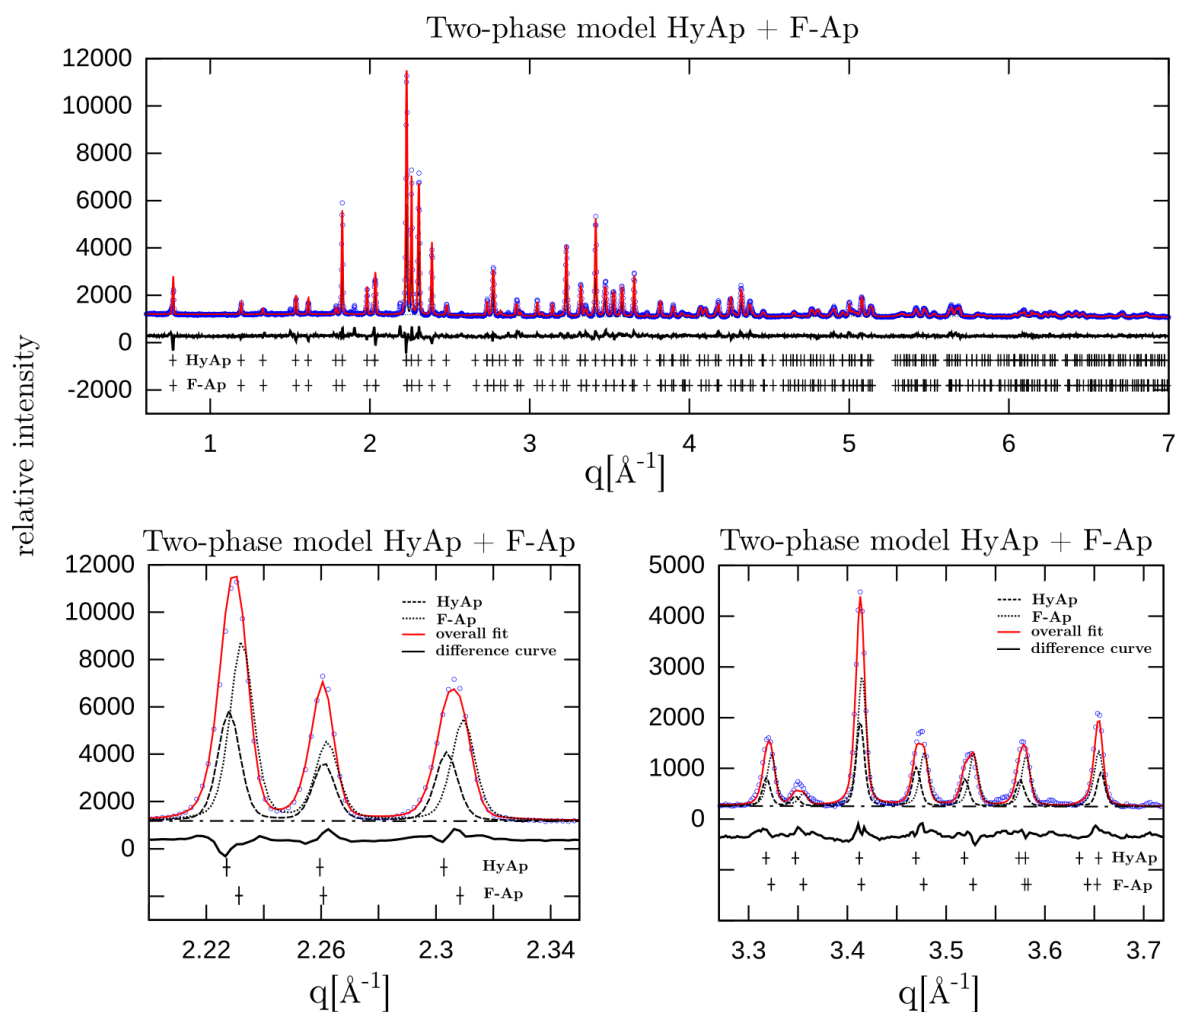 Two-phase model HyAp + F-Ap
12000
10000
8000
6000
4000
2000
0
-2000
HyAp
F-Ap
1 2 3 4 5 6 7
q[Å-1]
relative intensity
Two-phase model HyAp + F-Ap
12000
10000
8000
6000
4000
2000
0
HyAp
F-Ap
overall fit
difference curve
HyAp
F-Ap
2.22 2.26 2.3 2.34
q[Å-1]
Two-phase model HyAp + F-Ap
5000
4000
3000
2000
1000
0
HyAp
F-Ap
overall fit
difference curve
HyAp
F-Ap
3.3 3.4 3.5 3.6 3.7
q[Å-1]